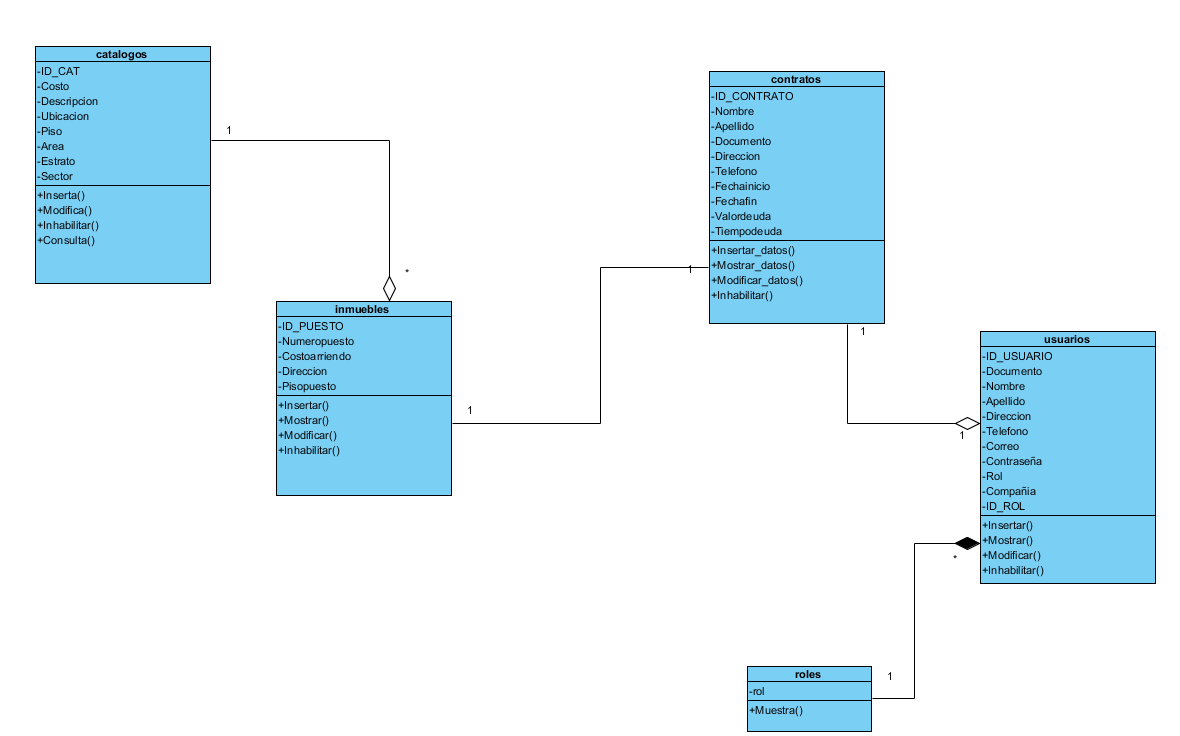 catalogos
-ID_CAT
-Costo
-Descripcion
-Ubicacion
-Piso
-Area
-Estrato
-Sector
+Inserta()
+Modifica()
+Inhabilitar()
+Consulta()
1
*
inmuebles
-ID_PUESTO
-Numeropuesto
-Costoarriendo
-Direccion
-Pisopuesto
+Insertar()
+Mostrar()
+Modificar()
+Inhabilitar()
1
1
contratos
-ID_CONTRATO
-Nombre
-Apellido
-Documento
-Direccion
-Telefono
-Fechainicio
-Fechafin
-Valordeuda
-Tiempodeuda
+Insertar_datos()
+Mostrar_datos()
+Modificar_datos()
+Inhabilitar()
1
1
usuarios
-ID_USUARIO
-Documento
-Nombre
-Apellido
-Direccion
-Telefono
-Correo
-Contraseña
-Rol
-Compañia
-ID_ROL
+Insertar()
+Mostrar()
+Modificar()
+Inhabilitar()
*
1
roles
-rol
+Muestra()